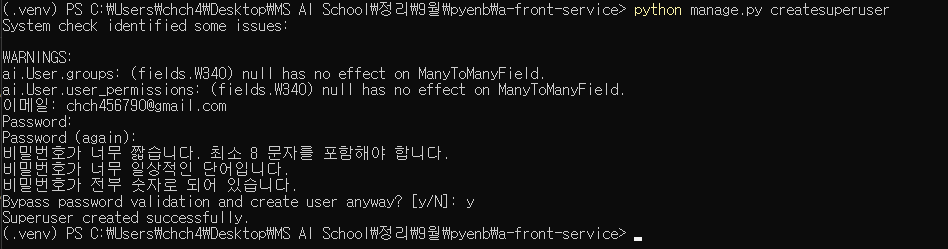 (.venv) PS C:\Users\chch4\Desktop\MS AI School\정리\9월\pyenb\a-front-service> python manage.py createsuperuser
System check identified some issues:
WARNINGS:
ai.User.groups: (fields.W340) null has no effect on ManyToManyField.
ai.User.user_permissions: (fields.W340) null has no effect on ManyToManyField.
이메일: chch456790@gmail.com
Password:
Password (again):
비밀번호가 너무 짧습니다. 최소 8 문자를 포함해야 합니다.
비밀번호가 너무 일상적인 단어입니다.
비밀번호가 전부 숫자로 되어 있습니다.
Bypass password validation and create user anyway? [y/N]: y
Superuser created successfully.
(.venv) PS C:\Users\chch4\Desktop\MS AI School\정리\9월\pyenb\a-front-service>